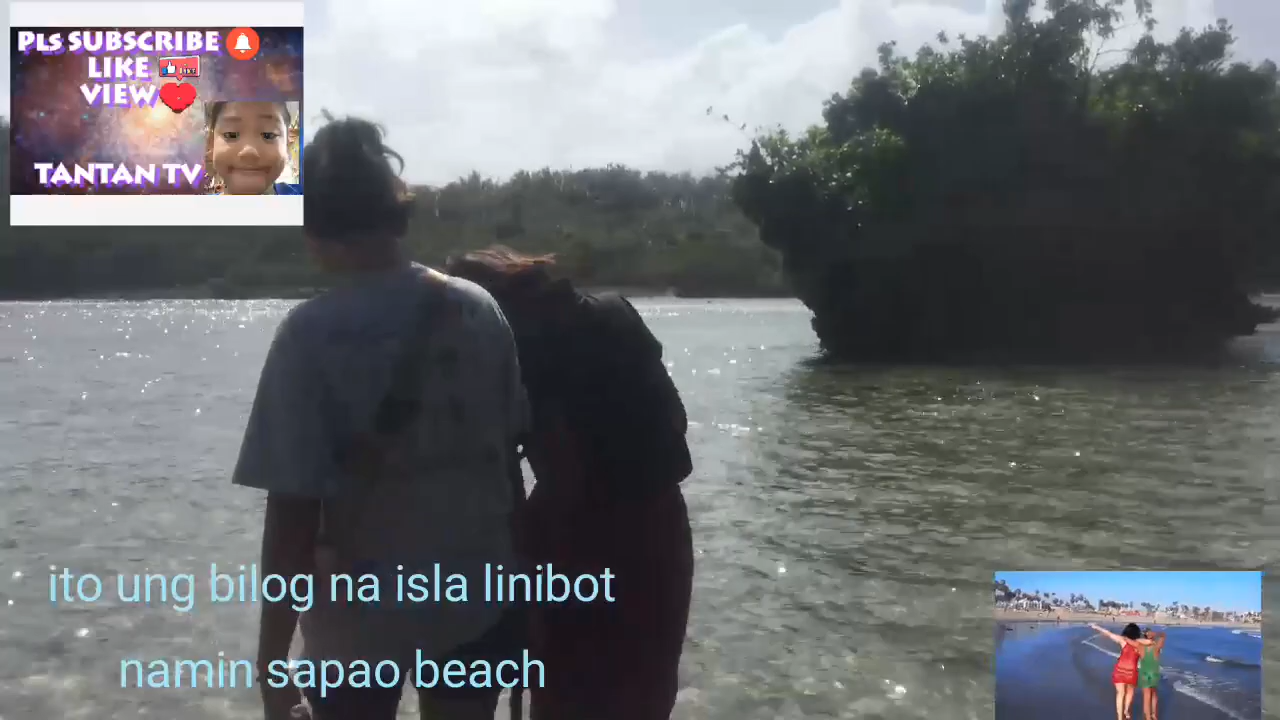 PLS SUBSCRIBE
LIKE
VIEW
TANTAN TV
ito ung bilog na isla linibot
namin sapao beach